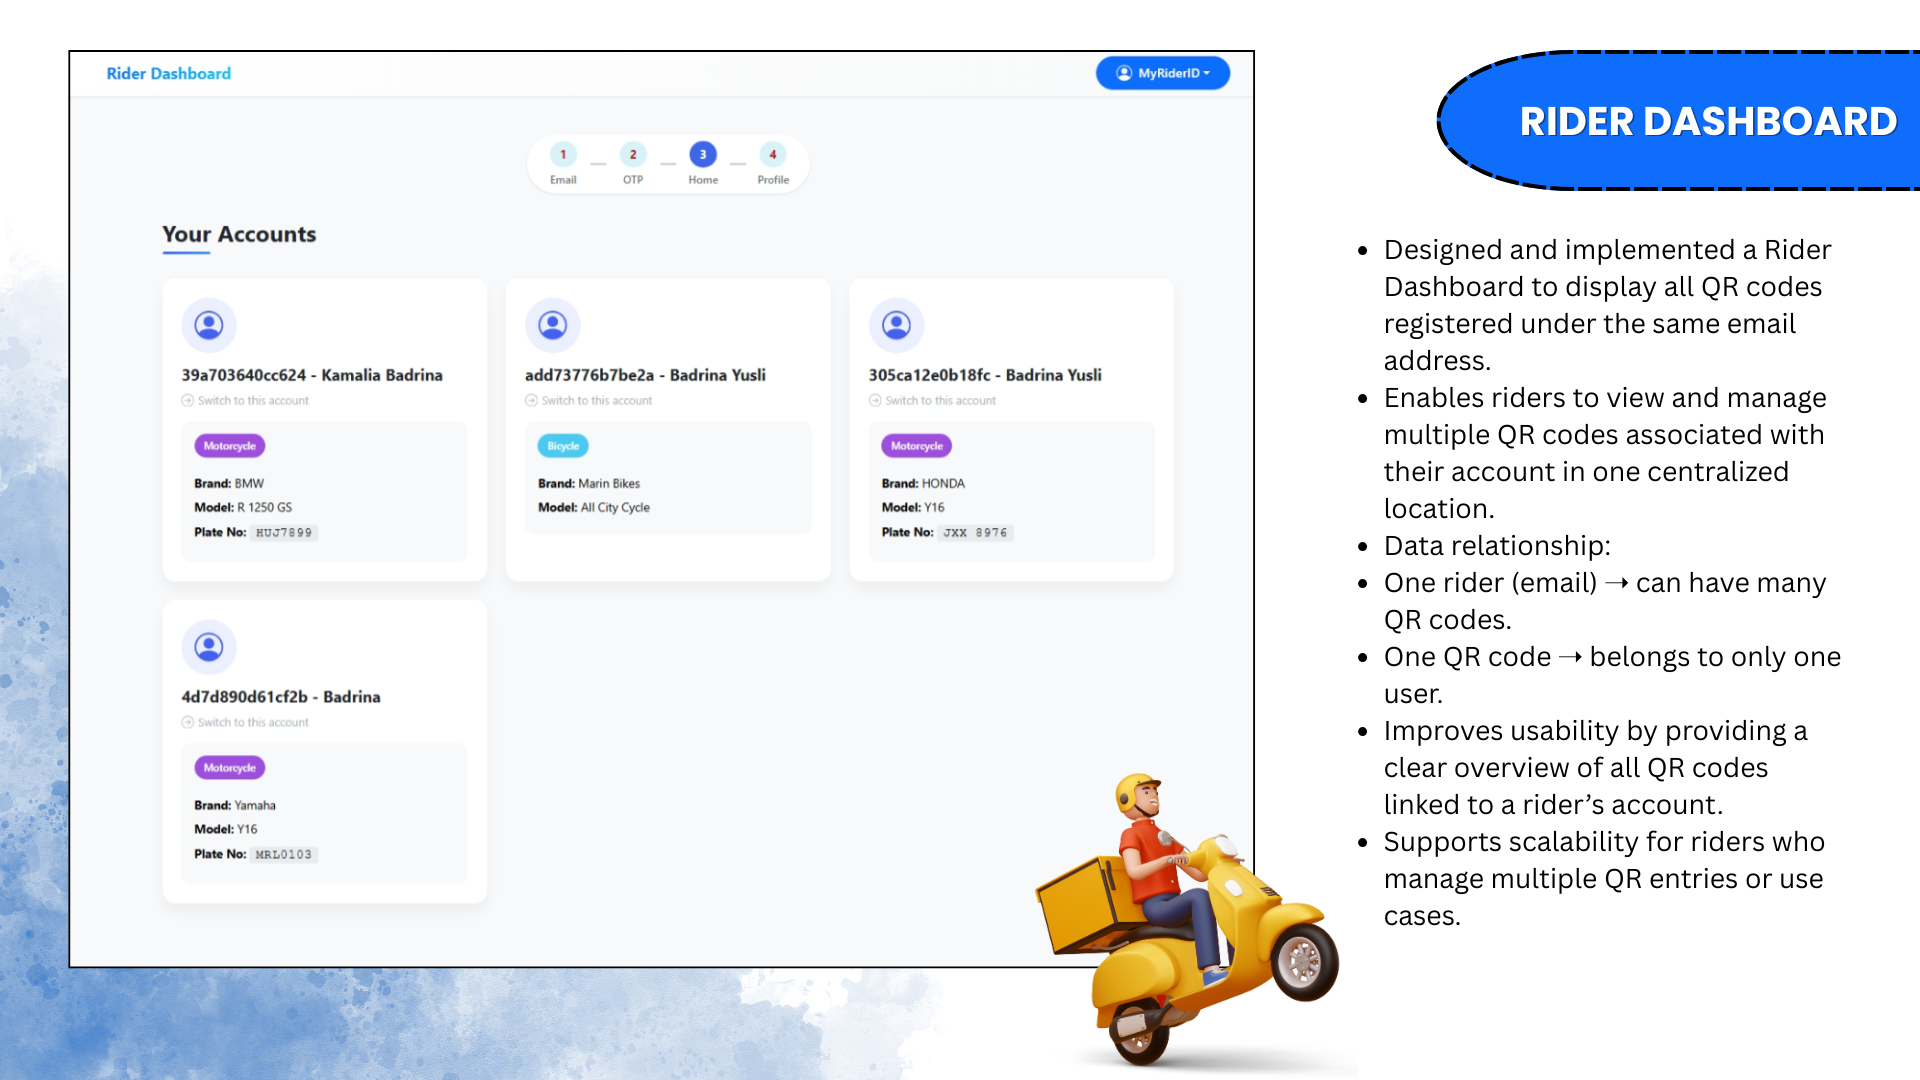 Rider Dashboard
MyRiderID
1 2 3 4
Email OTP Home Profile
Your Accounts
39a703640cc624 - Kamalia Badrina
Switch to this account
Motorcycle
Brand: BMW
Model: R 1250 GS
Plate No: HUJ7899
add73776b7be2a - Badrina Yusli
Switch to this account
Bicycle
Brand: Marin Bikes
Model: All City Cycle
305ca12e0b18fc - Badrina Yusli
Switch to this account
Motorcycle
Brand: HONDA
Model: Y16
Plate No: JXX 8976
4d7d890d61cf2b - Badrina
Switch to this account
Motorcycle
Brand: Yamaha
Model: Y16
Plate No: MRL0103
RIDER DASHBOARD
• Designed and implemented a Rider
Dashboard to display all QR codes
registered under the same email
address.
• Enables riders to view and manage
multiple QR codes associated with
their account in one centralized
location.
• Data relationship:
• One rider (email) → can have many
QR codes.
• One QR code → belongs to only one
user.
• Improves usability by providing a
clear overview of all QR codes
linked to a rider’s account.
• Supports scalability for riders who
manage multiple QR entries or use
cases.